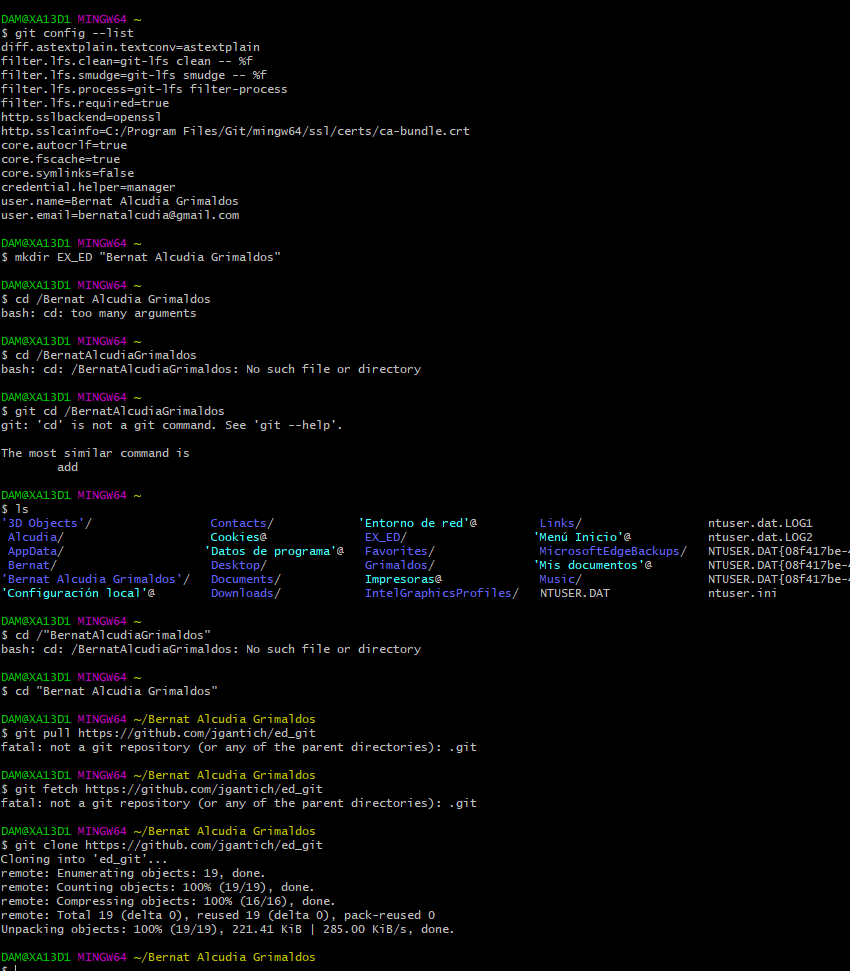 DAM@XA13D1 MINGW64 ~
$ git config --list
diff.astextplain.textconv=astextplain
filter.lfs.clean=git-lfs clean -- %f
filter.lfs.smudge=git-lfs smudge -- %f
filter.lfs.process=git-lfs filter-process
filter.lfs.required=true
http.sslbackend=openssl
http.sslcainfo=C:/Program Files/Git/mingw64/ssl/certs/ca-bundle.crt
core.autocrlf=true
core.fscache=true
core.symlinks=false
credential.helper=manager
user.name=Bernat Alcudia Grimaldos
user.email=bernatalcudia@gmail.com
DAM@XA13D1 MINGW64 ~
$ mkdir EX_ED "Bernat Alcudia Grimaldos"
DAM@XA13D1 MINGW64 ~
$ cd /Bernat Alcudia Grimaldos
bash: cd: too many arguments
DAM@XA13D1 MINGW64 ~
$ cd /BernatAlcudiaGrimaldos
bash: cd: /BernatAlcudiaGrimaldos: No such file or directory
DAM@XA13D1 MINGW64 ~
$ git cd /BernatAlcudiaGrimaldos
git: 'cd' is not a git command. See 'git --help'.
The most similar command is
add
DAM@XA13D1 MINGW64 ~
$ ls
'3D Objects'/ Contacts/ 'Entorno de red'@ Links/ ntuser.dat.LOG1
Alcudia/ Cookies@ EX_ED/ 'Menú Inicio'@ ntuser.dat.LOG2
AppData/ 'Datos de programa'@ Favorites/ MicrosoftEdgeBackups/ NTUSER.DAT{08f417be-4
Bernat/ Desktop/ Grimaldos/ 'Mis documentos'@ NTUSER.DAT{08f417be-4
'Bernat Alcudia Grimaldos'/ Documents/ Impresoras@ Music/ NTUSER.DAT{08f417be-4
'Configuración local'@ Downloads/ IntelGraphicsProfiles/ NTUSER.DAT ntuser.ini
DAM@XA13D1 MINGW64 ~
$ cd /"BernatAlcudiaGrimaldos"
bash: cd: /BernatAlcudiaGrimaldos: No such file or directory
DAM@XA13D1 MINGW64 ~
$ cd "Bernat Alcudia Grimaldos"
DAM@XA13D1 MINGW64 ~/Bernat Alcudia Grimaldos
$ git pull https://github.com/jgantich/ed_git
fatal: not a git repository (or any of the parent directories): .git
DAM@XA13D1 MINGW64 ~/Bernat Alcudia Grimaldos
$ git fetch https://github.com/jgantich/ed_git
fatal: not a git repository (or any of the parent directories): .git
DAM@XA13D1 MINGW64 ~/Bernat Alcudia Grimaldos
$ git clone https://github.com/jgantich/ed_git
Cloning into 'ed_git'...
remote: Enumerating objects: 19, done.
remote: Counting objects: 100% (19/19), done.
remote: Compressing objects: 100% (16/16), done.
remote: Total 19 (delta 0), reused 19 (delta 0), pack-reused 0
Unpacking objects: 100% (19/19), 221.41 KiB | 285.00 KiB/s, done.
DAM@XA13D1 MINGW64 ~/Bernat Alcudia Grimaldos
$